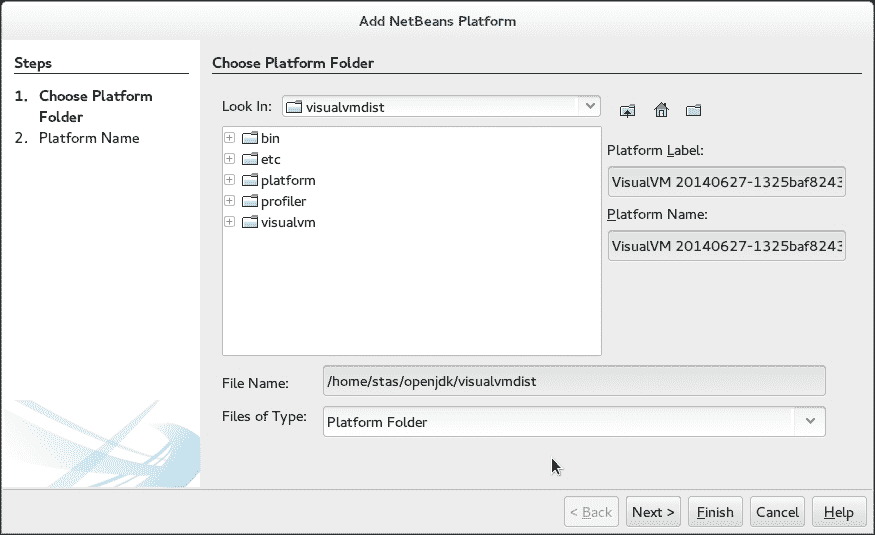 Add NetBeans Platform
Steps
1. Choose Platform
Folder
2. Platform Name
Choose Platform Folder
Look In: visualvmdist
bin
etc
platform
profiler
visualvm
Platform Label:
VisualVM 20140627-1325baf8243
Platform Name:
VisualVM 20140627-1325baf8243
File Name: /home/stas/openjdk/visualvmdist
Files of Type: Platform Folder
< Back Next > Finish Cancel Help